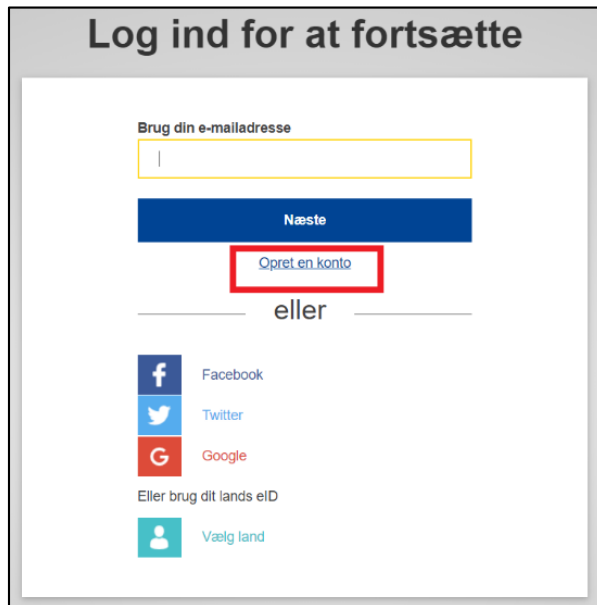 Log ind for at fortsætte
Brug din e-mailadresse
Næste
Opret en konto
eller
Facebook
Twitter
Google
Eller brug dit lands eID
Vælg land